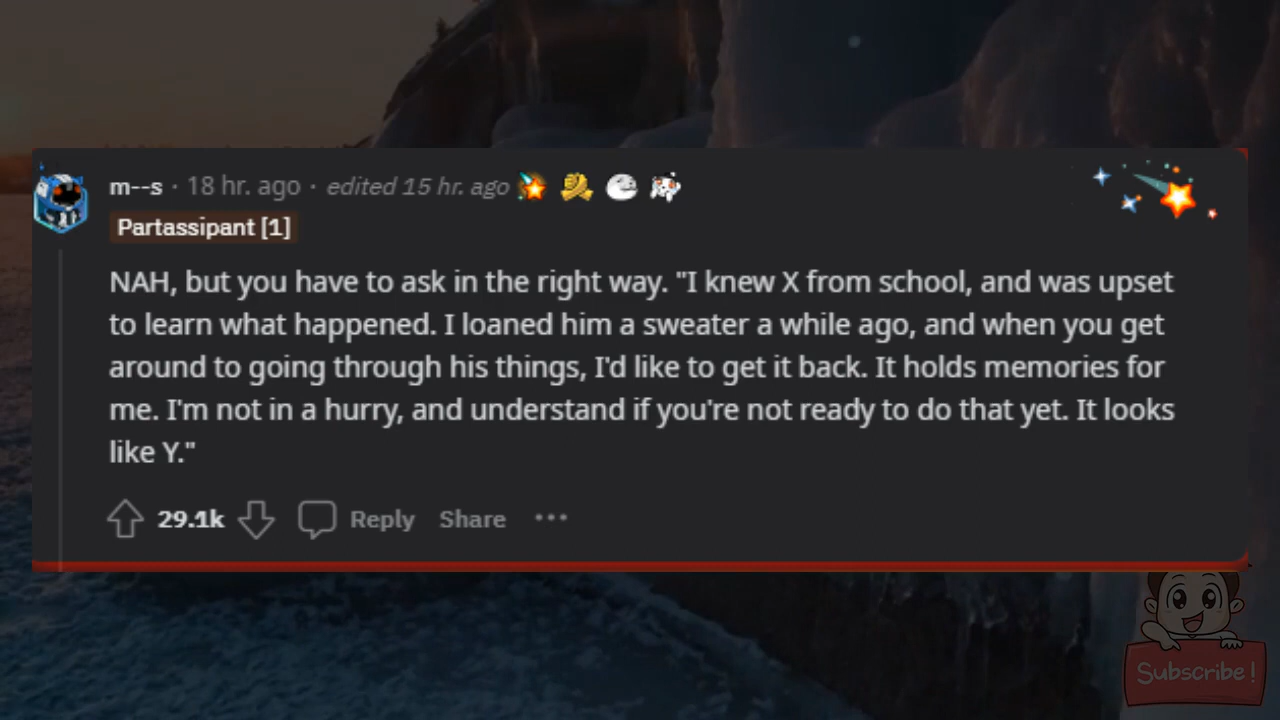 m--s · 18 hr. ago · edited 15 hr. ago
Partassipant [1]
NAH, but you have to ask in the right way. "I knew X from school, and was upset
to learn what happened. I loaned him a sweater a while ago, and when you get
around to going through his things, I'd like to get it back. It holds memories for
me. I'm not in a hurry, and understand if you're not ready to do that yet. It looks
like Y."
29.1k Reply Share ···
Subscribe!